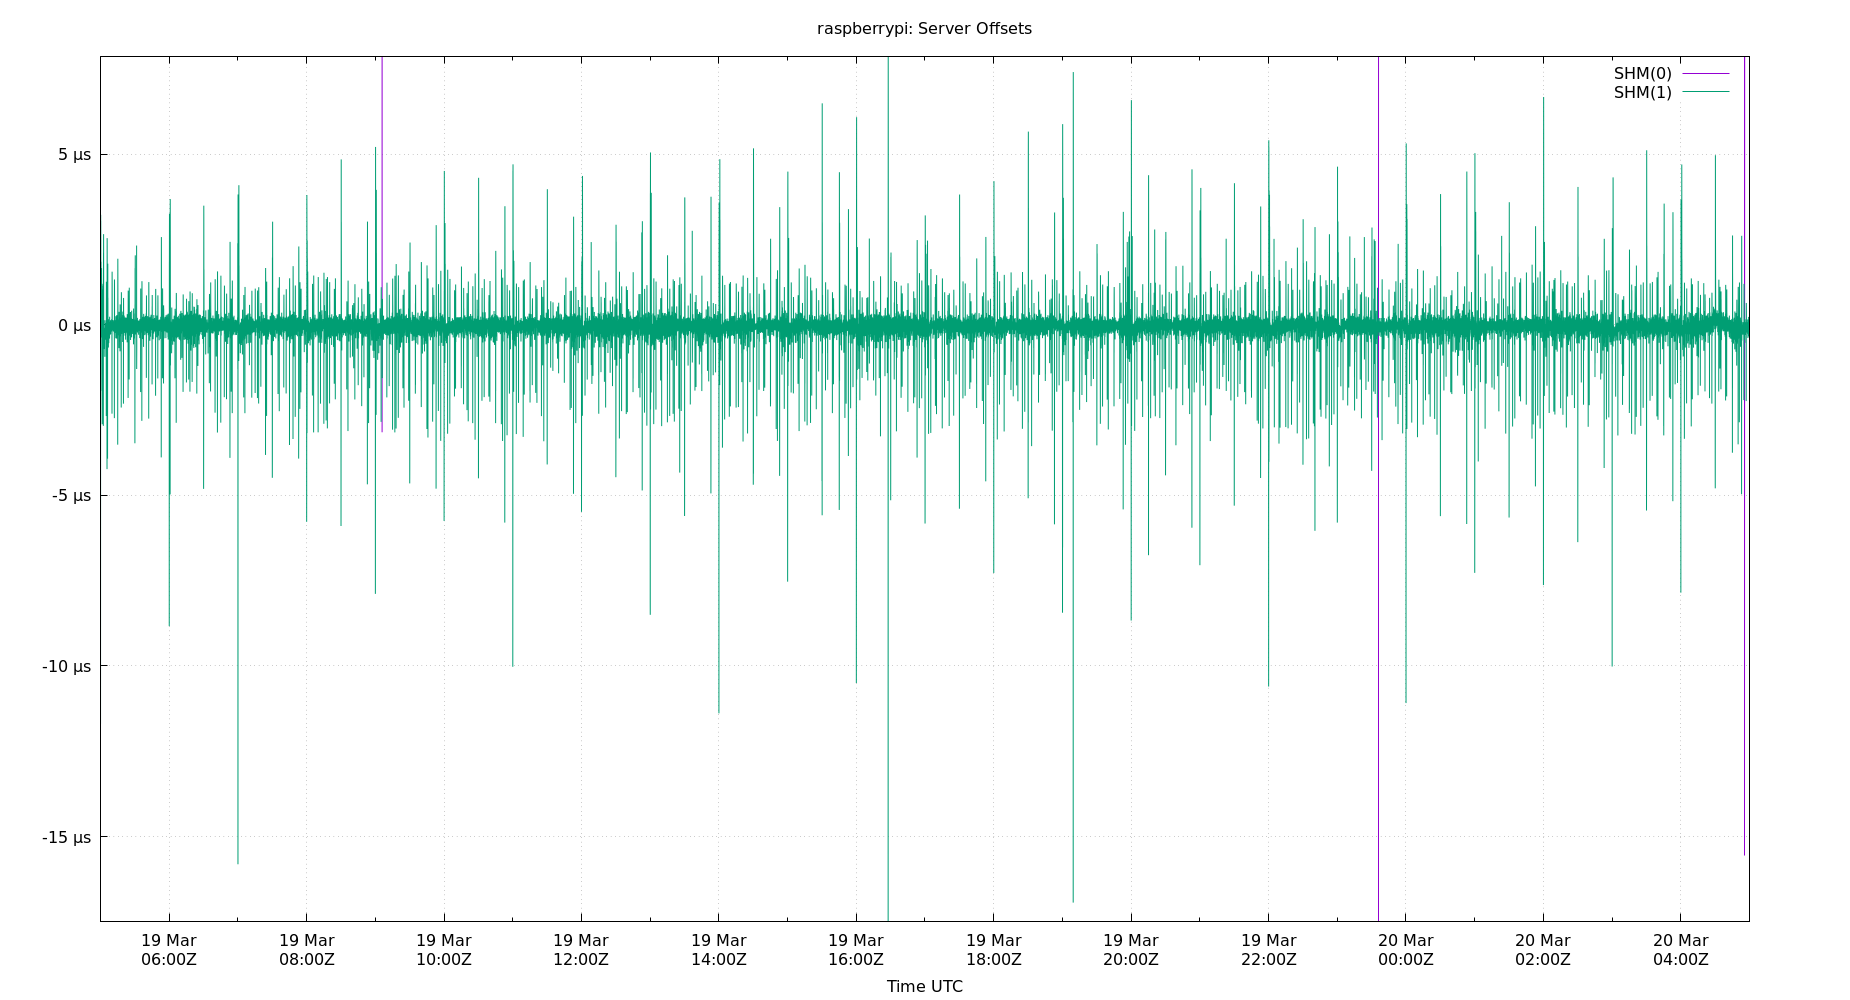 raspberrypi: Server Offsets
SHM(0)
SHM(1)
5 µs
0 µs
-5 µs
-10 µs
-15 µs
19 Mar 19 Mar 19 Mar 19 Mar 19 Mar 19 Mar 19 Mar 19 Mar 19 Mar 20 Mar 20 Mar 20 Mar
06:00Z 08:00Z 10:00Z 12:00Z 14:00Z 16:00Z 18:00Z 20:00Z 22:00Z 00:00Z 02:00Z 04:00Z
Time UTC